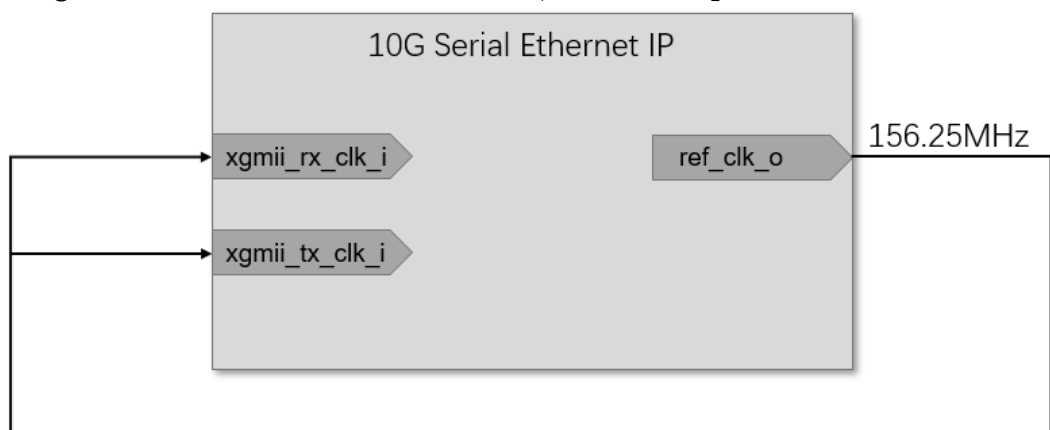 10G Serial Ethernet IP
156.25MHz
xgmii_rx_clk_i
ref_clk_o
xgmii_tx_clk_i